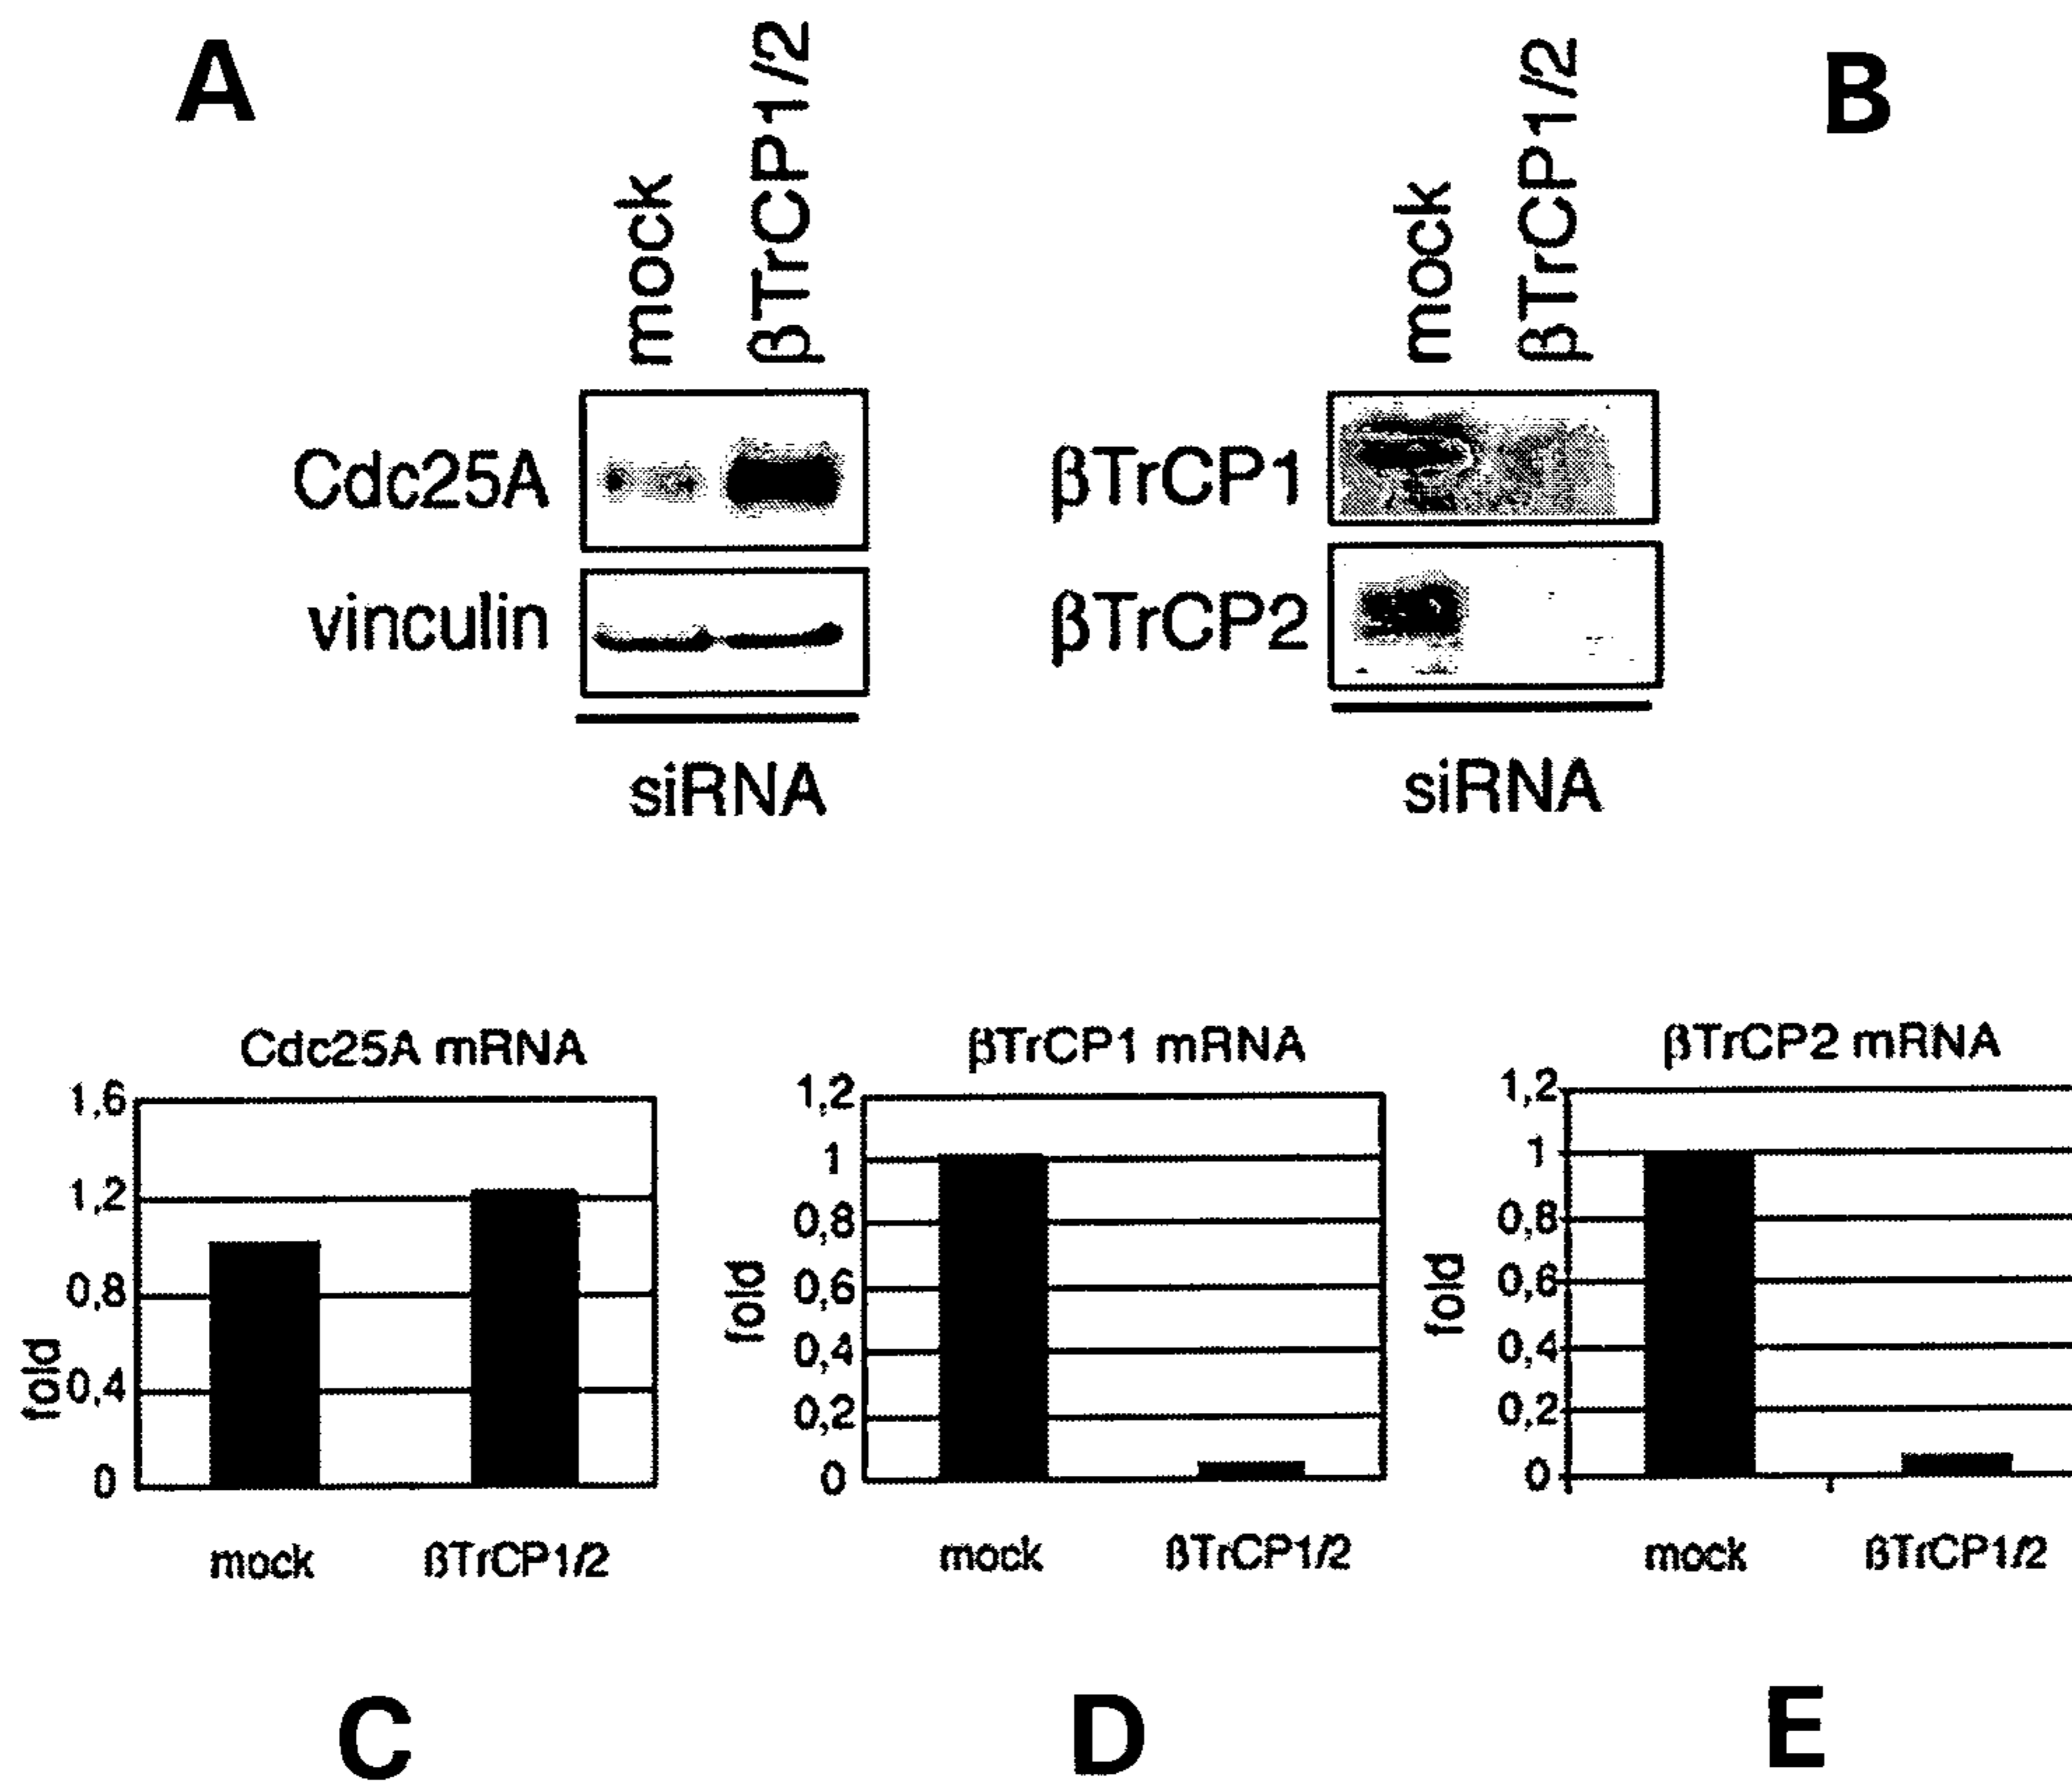 A
B
mock
βTrCP1/2
mock
βTrCP1/2
Cdc25A
vinculin
siRNA
βTrCP1
βTrCP2
siRNA
Cdc25A mRNA
1,6
1,2
0,8
0,4
0
fold
mock
βTrCP1/2
βTrCP1 mRNA
1,2
1
0,8
0,6
0,4
0,2
0
fold
mock
βTrCP1/2
βTrCP2 mRNA
1,2
1
0,8
0,6
0,4
0,2
0
fold
mock
βTrCP1/2
C
D
E